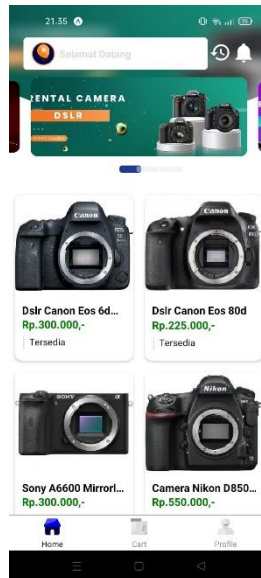 21.35
Selamat Datang
RENTAL CAMERA
DSLR
Canon
Canon
Dslr Canon Eos 6d...
Rp.300.000,-
Tersedia
Dslr Canon Eos 80d
Rp.225.000,-
Tersedia
SONY
Nikon
Sony A6600 Mirrorl...
Rp.300.000,-
Camera Nikon D850...
Rp.550.000,-
Home
Cart
Profile